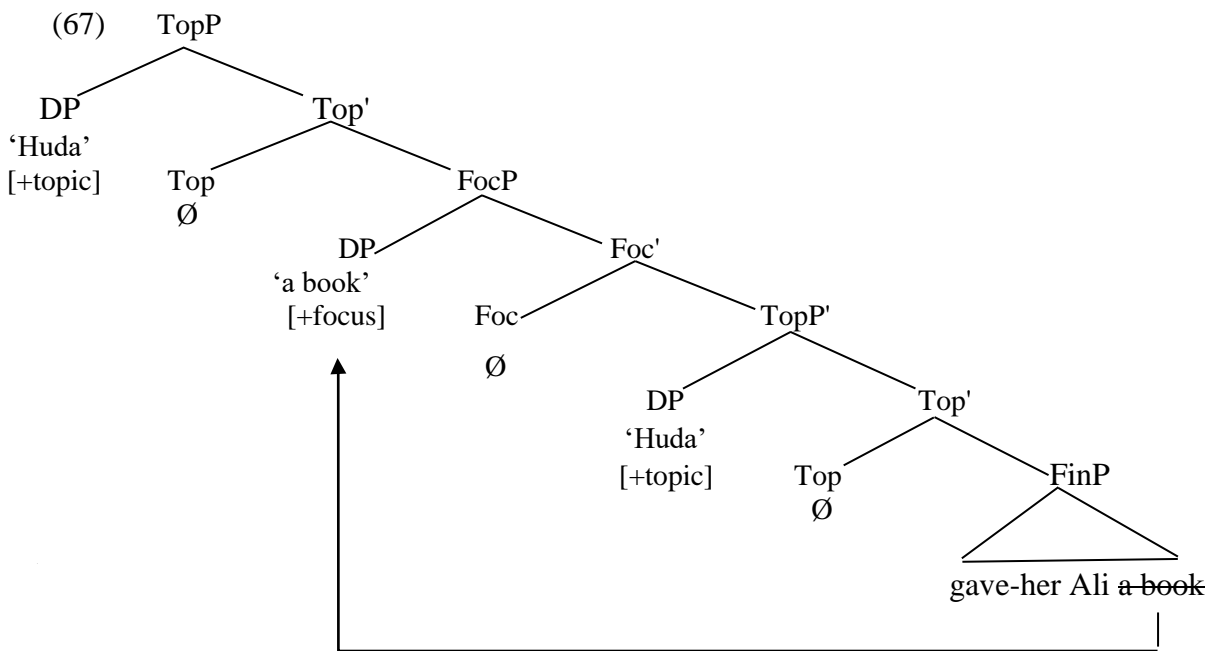 (67) TopP
DP Top'
‘Huda’
[+topic] Top FocP
Ø
DP Foc'
‘a book’
[+focus] Foc TopP'
Ø
DP Top'
‘Huda’
[+topic] Top FinP
Ø
gave-her Ali a book